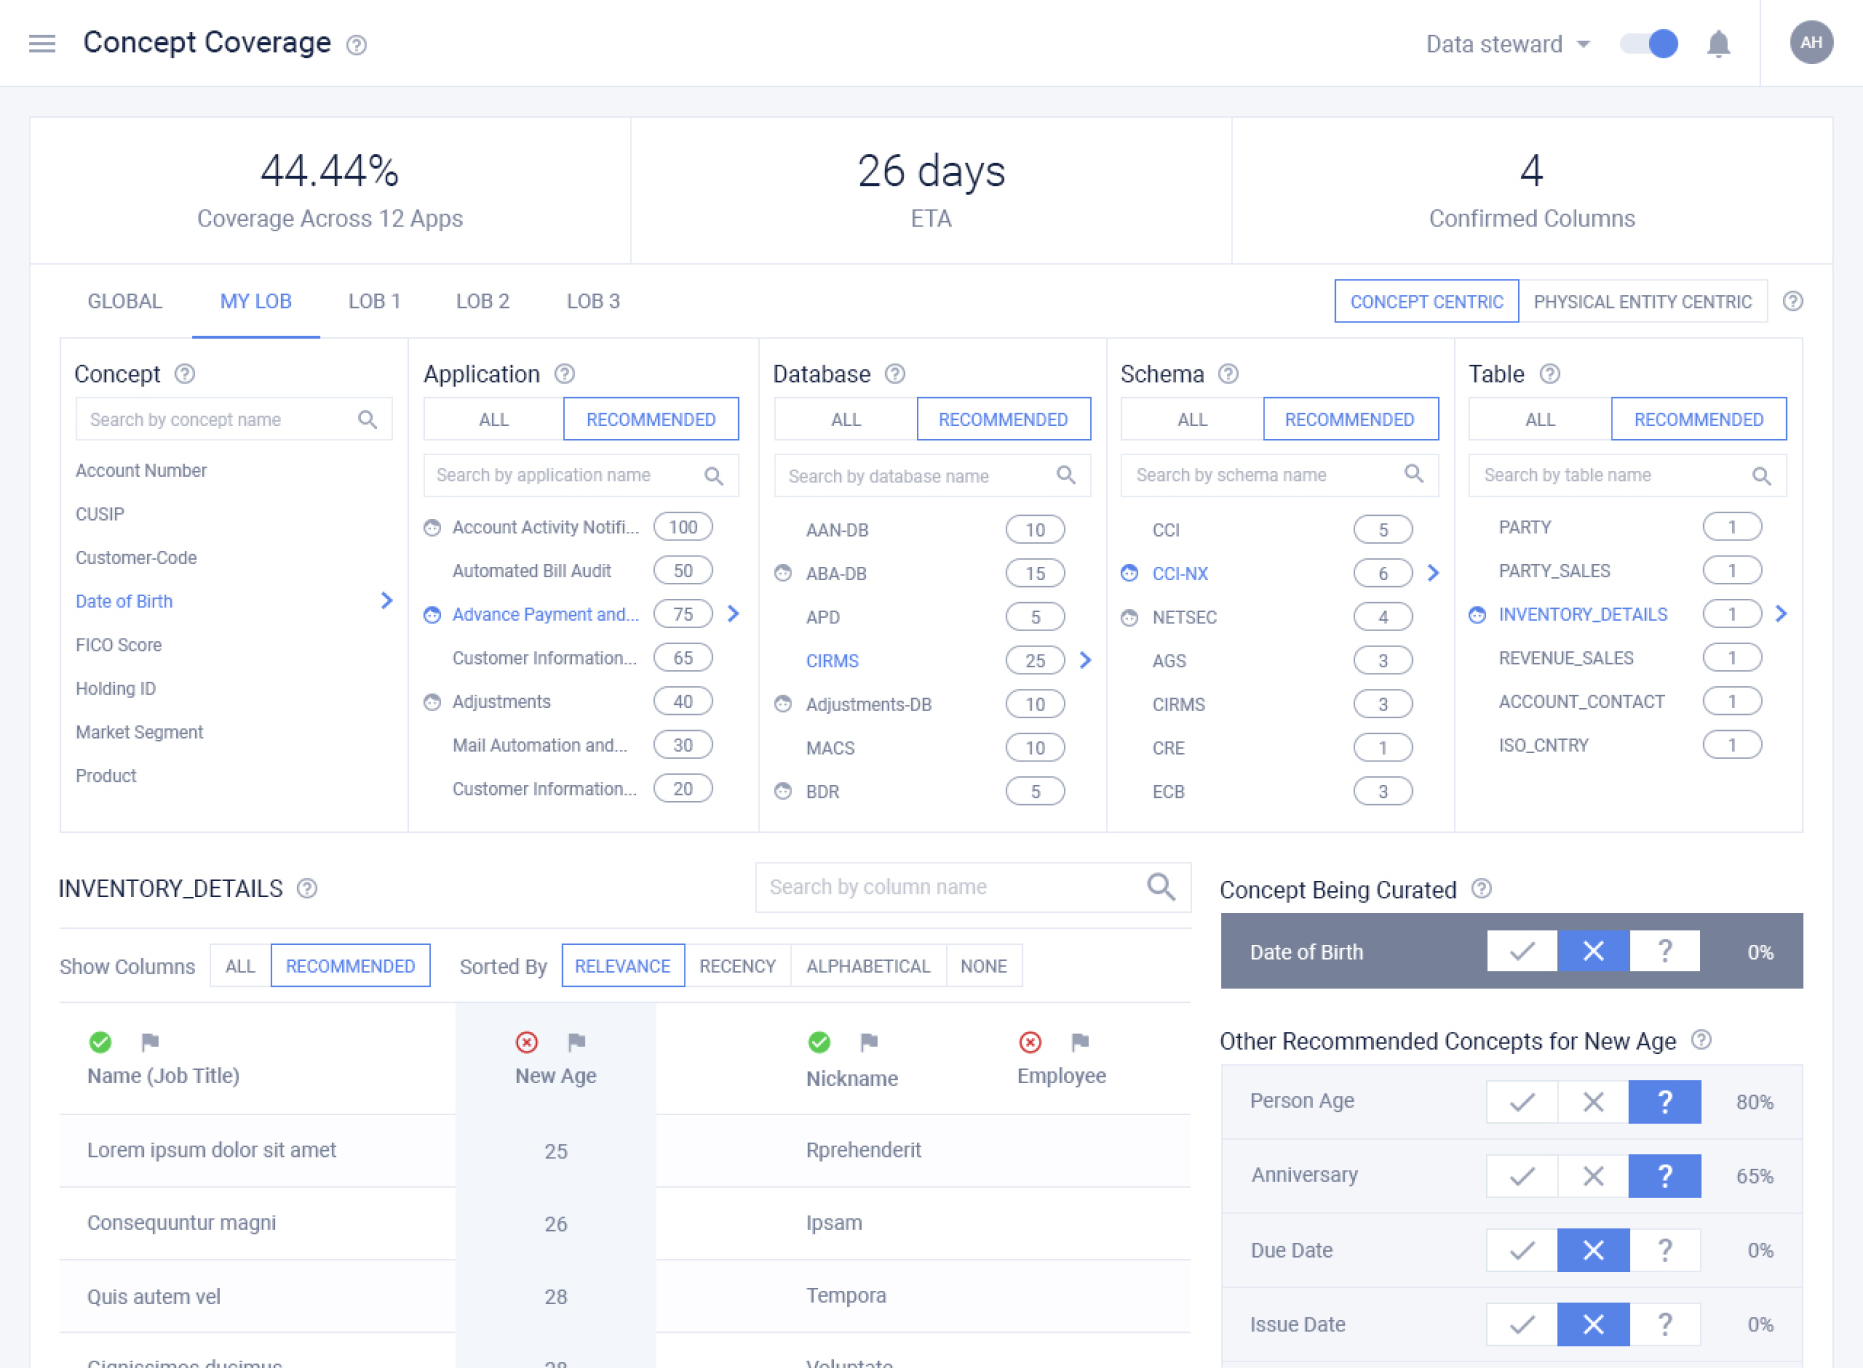 Concept Coverage ?
Data steward
AH
44.44%
Coverage Across 12 Apps
26 days
ETA
4
Confirmed Columns
GLOBAL MY LOB LOB 1 LOB 2 LOB 3
CONCEPT CENTRIC PHYSICAL ENTITY CENTRIC ?
Concept ?
Search by concept name
Account Number
CUSIP
Customer-Code
Date of Birth
FICO Score
Holding ID
Market Segment
Product
Application ?
ALL RECOMMENDED
Search by application name
Account Activity Notifi... 100
Automated Bill Audit 50
Advance Payment and... 75
Customer Information... 65
Adjustments 40
Mail Automation and... 30
Customer Information... 20
Database ?
ALL RECOMMENDED
Search by database name
AAN-DB 10
ABA-DB 15
APD 5
CIRMS 25
Adjustments-DB 10
MACS 10
BDR 5
Schema ?
ALL RECOMMENDED
Search by schema name
CCI 5
CCI-NX 6
NETSEC 4
AGS 3
CIRMS 3
CRE 1
ECB 3
Table ?
ALL RECOMMENDED
Search by table name
PARTY 1
PARTY_SALES 1
INVENTORY_DETAILS 1
REVENUE_SALES 1
ACCOUNT_CONTACT 1
ISO_CNTRY 1
INVENTORY_DETAILS ?
Search by column name
Show Columns ALL RECOMMENDED Sorted By RELEVANCE RECENCY ALPHABETICAL NONE
Name (Job Title) New Age Nickname Employee
Lorem ipsum dolor sit amet 25 Rprehenderit
Consequuntur magni 26 Ipsam
Quis autem vel 28 Tempora
Concept Being Curated ?
Date of Birth ? 0%
Other Recommended Concepts for New Age ?
Person Age ? 80%
Anniversary ? 65%
Due Date ? 0%
Issue Date ? 0%